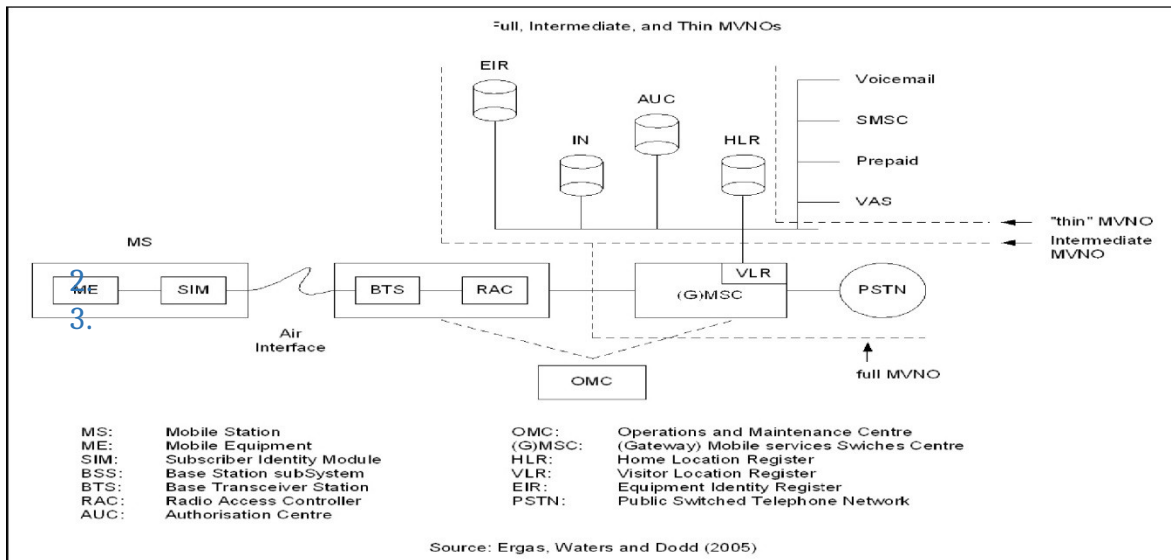 Full, Intermediate, and Thin MVNOs
EIR
Voicemail
AUC
SMSC
IN
HLR
Prepaid
VAS
"thin" MVNO
MS
Intermediate
MVNO
VLR
2.
ME
SIM
BTS
RAC
(G)MSC
PSTN
3.
Air
Interface
full MVNO
OMC
MS: Mobile Station
ME: Mobile Equipment
SIM: Subscriber Identity Module
BSS: Base Station subSystem
BTS: Base Transceiver Station
RAC: Radio Access Controller
AUC: Authorisation Centre
OMC: Operations and Maintenance Centre
(G)MSC: (Gateway) Mobile services Swiches Centre
HLR: Home Location Register
VLR: Visitor Location Register
EIR: Equipment Identity Register
PSTN: Public Switched Telephone Network
Source: Ergas, Waters and Dodd (2005)